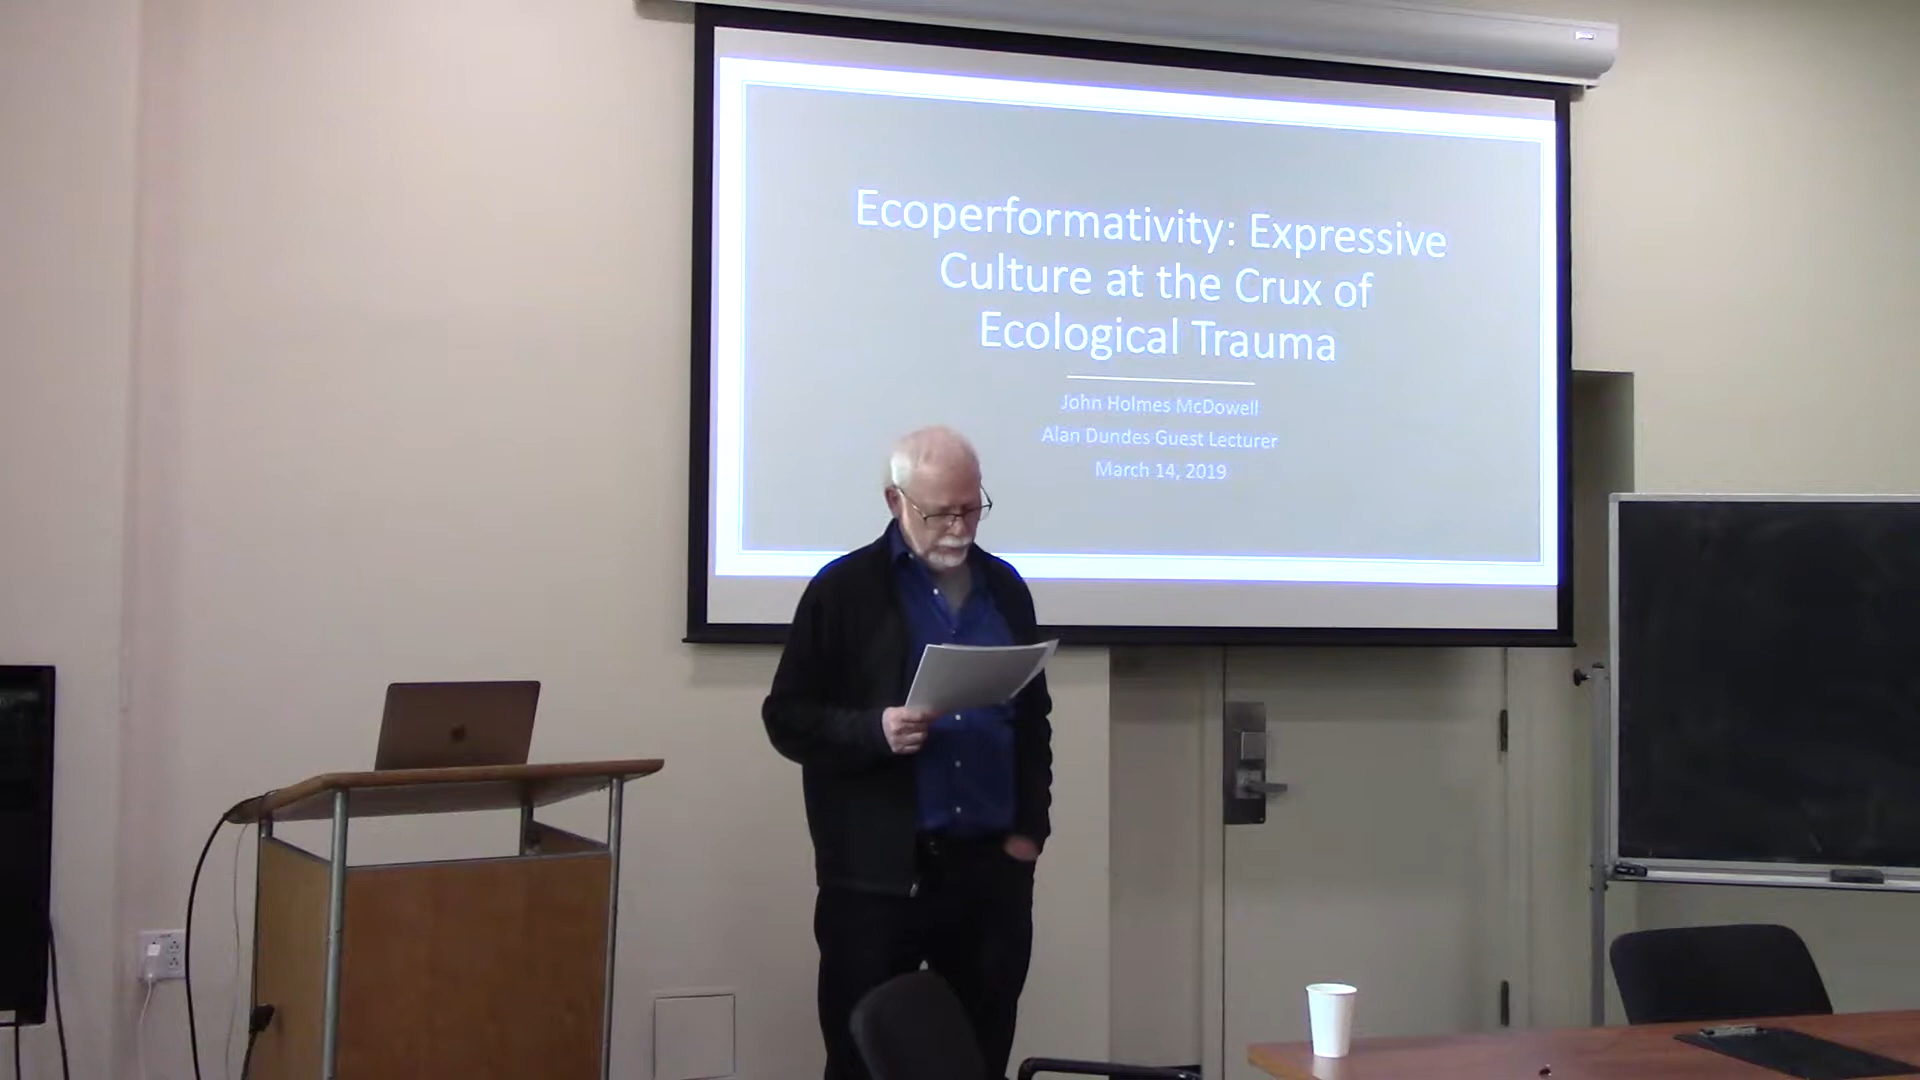 Ecoperformativity: Expressive
Culture at the Crux of
Ecological Trauma
John Holmes McDowell
Alan Dundes Guest Lecturer
March 14, 2019